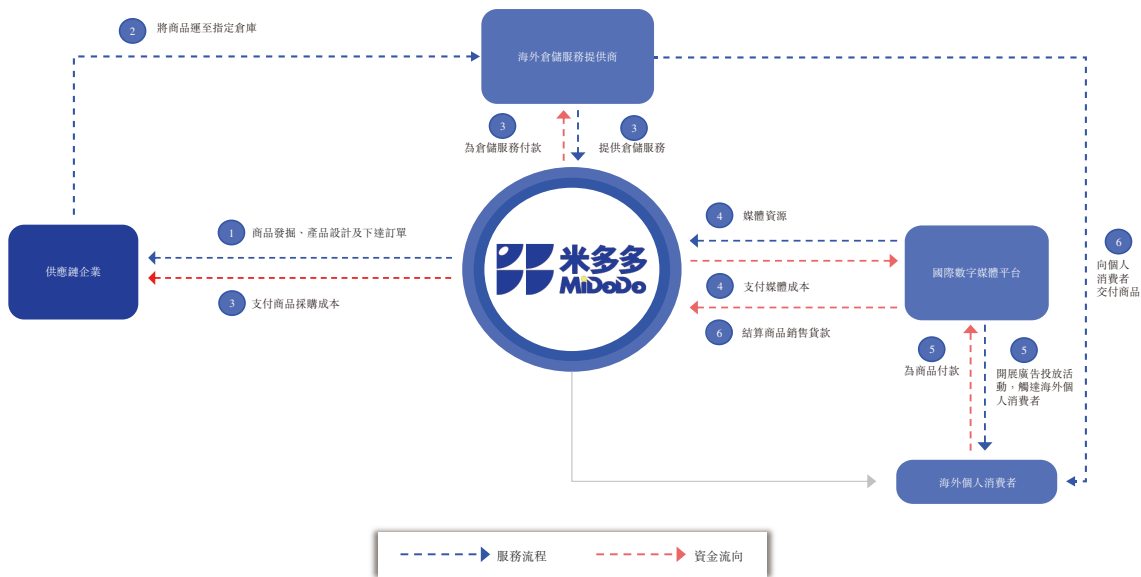 2
將商品運至指定倉庫
海外倉儲服務提供商
3
為倉儲服務付款
3
提供倉儲服務
1
商品發掘、產品設計及下達訂單
供應鏈企業
3
支付商品採購成本
米多多
MiDoDo
4
媒體資源
國際數字媒體平台
4
支付媒體成本
6
結算商品銷售貨款
6
向個人
消費者
交付商品
5
為商品付款
5
開展廣告投放活
動，觸達海外個
人消費者
海外個人消費者
服務流程
資金流向